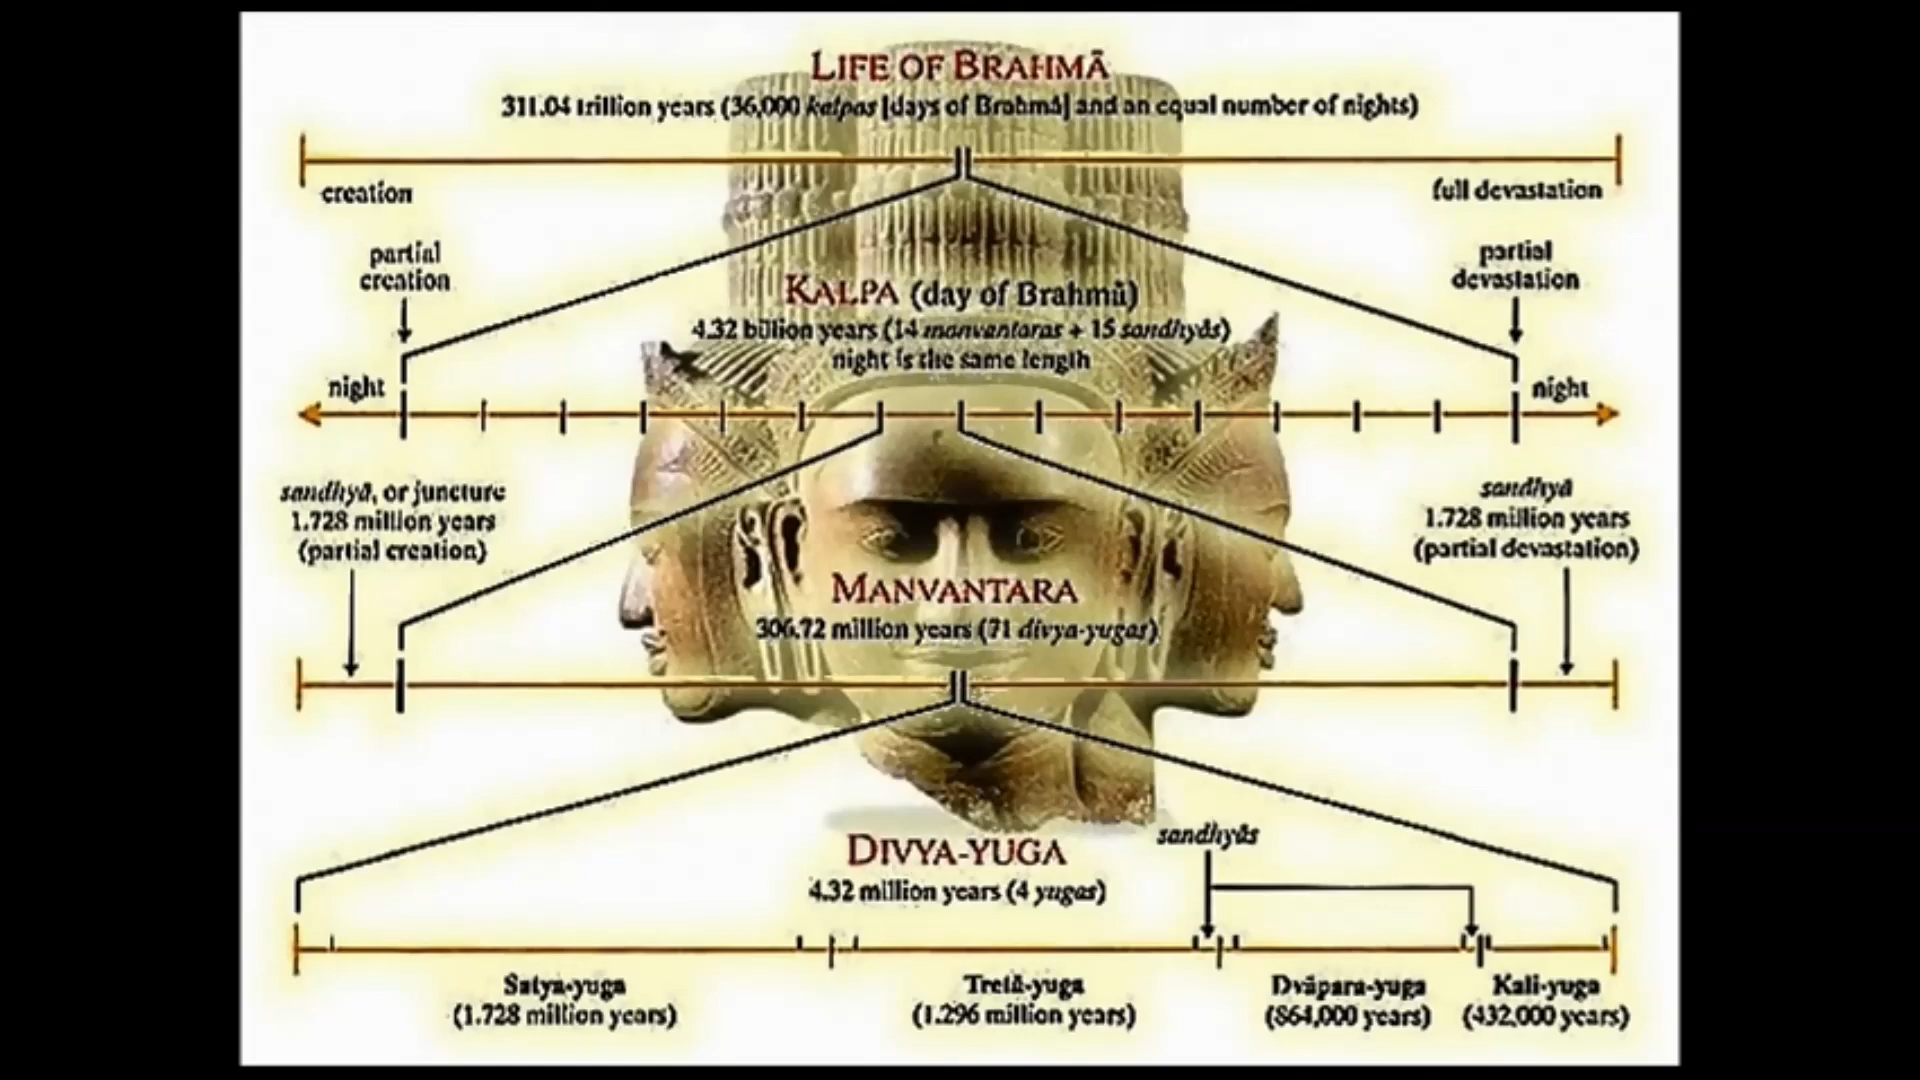 LIFE OF BRAHMĀ
311.04 trillion years (36,000 kalpas [days of Brahmā] and an equal number of nights)
creation
full devastation
partial
creation
partial
devastation
KALPA (day of Brahmā)
4.32 billion years (14 manvantaras + 15 sandhyās)
night is the same length
night
night
sandhyā, or juncture
1.728 million years
(partial creation)
sandhyā
1.728 million years
(partial devastation)
MANVANTARA
306.72 million years (71 divya-yugas)
DIVYA-YUGA
4.32 million years (4 yugas)
sandhyās
Satya-yuga
(1.728 million years)
Tretā-yuga
(1.296 million years)
Dvāpara-yuga
(864,000 years)
Kali-yuga
(432,000 years)